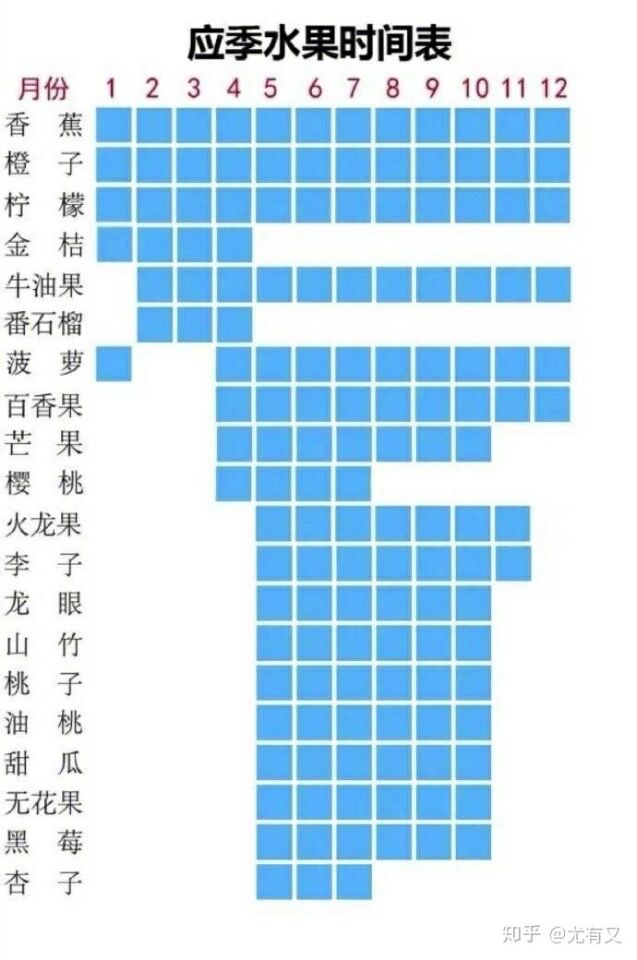 应季水果时间表
月份 1 2 3 4 5 6 7 8 9 10 11 12
香 蕉
橙 子
柠 檬
金 桔
牛油果
番石榴
菠 萝
百香果
芒 果
樱 桃
火龙果
李 子
龙 眼
山 竹
桃 子
油 桃
甜 瓜
无花果
黑 莓
杏 子
知乎 @尤有又